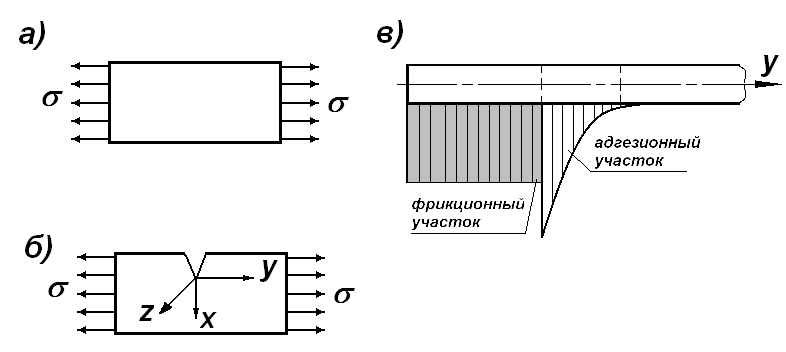 а)
σ
σ
б)
σ
σ
y
z
x
в)
y
адгезионный
участок
фрикционный
участок